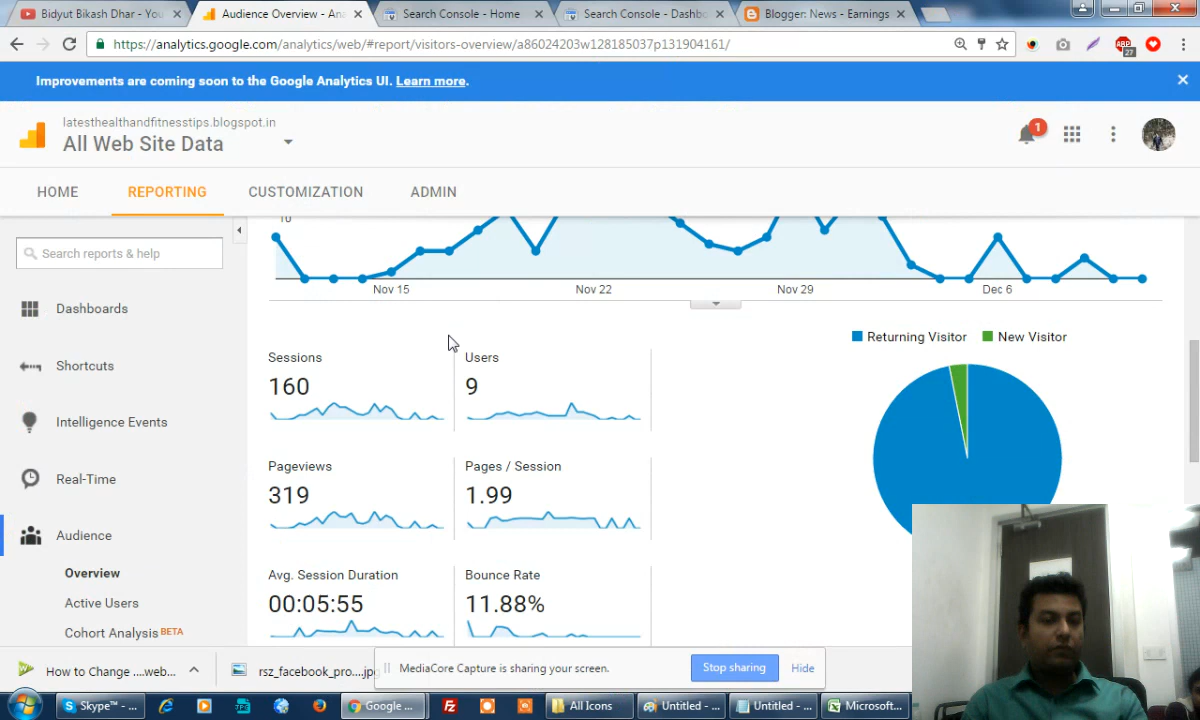 Bidyut Bikash Dhar - You
Audience Overview - Ana
Search Console - Home
Search Console - Dashbo
Blogger: News - Earnings
https://analytics.google.com/analytics/web/#report/visitors-overview/a86024203w128185037p131904161/
ABP
27
Improvements are coming soon to the Google Analytics UI. Learn more.
latesthealthandfitnesstips.blogspot.in
All Web Site Data
1
HOME
REPORTING
CUSTOMIZATION
ADMIN
Search reports & help
Dashboards
Shortcuts
Intelligence Events
Real-Time
Audience
Overview
Active Users
Cohort Analysis BETA
10
Nov 15
Nov 22
Nov 29
Dec 6
Returning Visitor
New Visitor
Sessions
160
Users
9
Pageviews
319
Pages / Session
1.99
Avg. Session Duration
00:05:55
Bounce Rate
11.88%
How to Change ....web...
rsz_facebook_pro....jpg
MediaCore Capture is sharing your screen.
Stop sharing
Hide
Skype™ - ...
Google ...
All Icons
Untitled - ...
Untitled - ...
Microsoft...